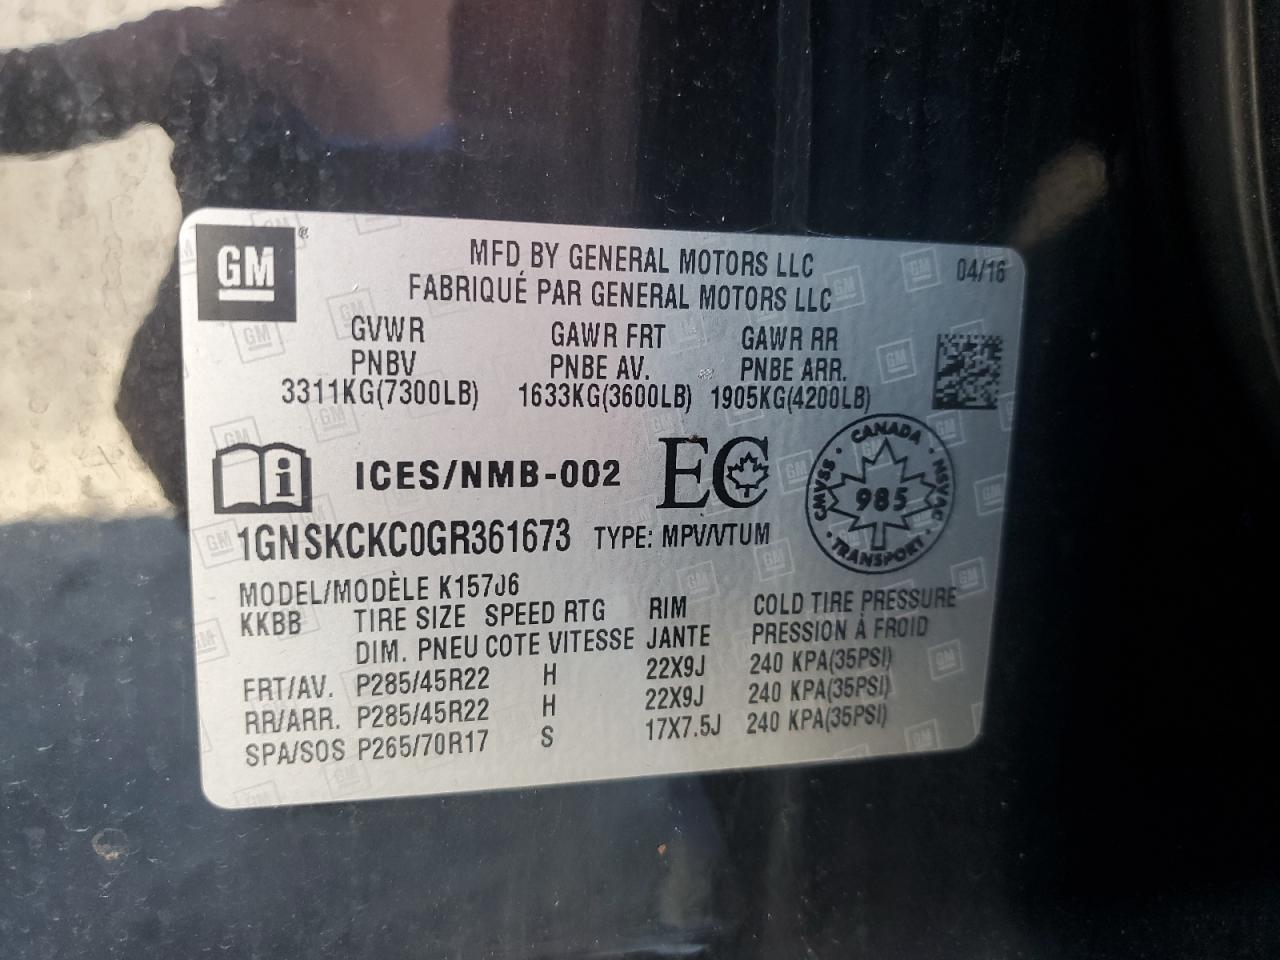 GM ®
MFD BY GENERAL MOTORS LLC 04/16
FABRIQUÉ PAR GENERAL MOTORS LLC
GVWR GAWR FRT GAWR RR
PNBV PNBE AV. PNBE ARR.
3311KG(7300LB) 1633KG(3600LB) 1905KG(4200LB)
i ICES/NMB-002 EC
CANADA
CMVSS 985 NSVAC
TRANSPORT
1GNSKCKC0GR361673 TYPE: MPV/VTUM
MODEL/MODÈLE K157J6
KKBB TIRE SIZE SPEED RTG RIM COLD TIRE PRESSURE
DIM. PNEU COTE VITESSE JANTE PRESSION À FROID
FRT/AV. P285/45R22 H 22X9J 240 KPA(35PSI)
RR/ARR. P285/45R22 H 22X9J 240 KPA(35PSI)
SPA/SOS P265/70R17 S 17X7.5J 240 KPA(35PSI)